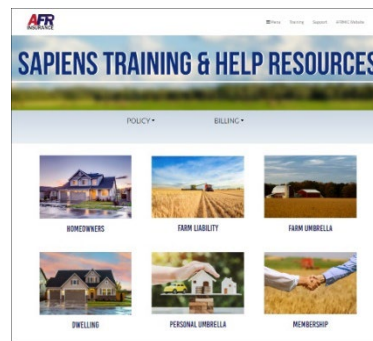 AFR
INSURANCE
News Training Support AFRMIC Website
SAPIENS TRAINING & HELP RESOURCES
POLICY BILLING
HOMEOWNERS FARM LIABILITY FARM UMBRELLA
DWELLING PERSONAL UMBRELLA MEMBERSHIP